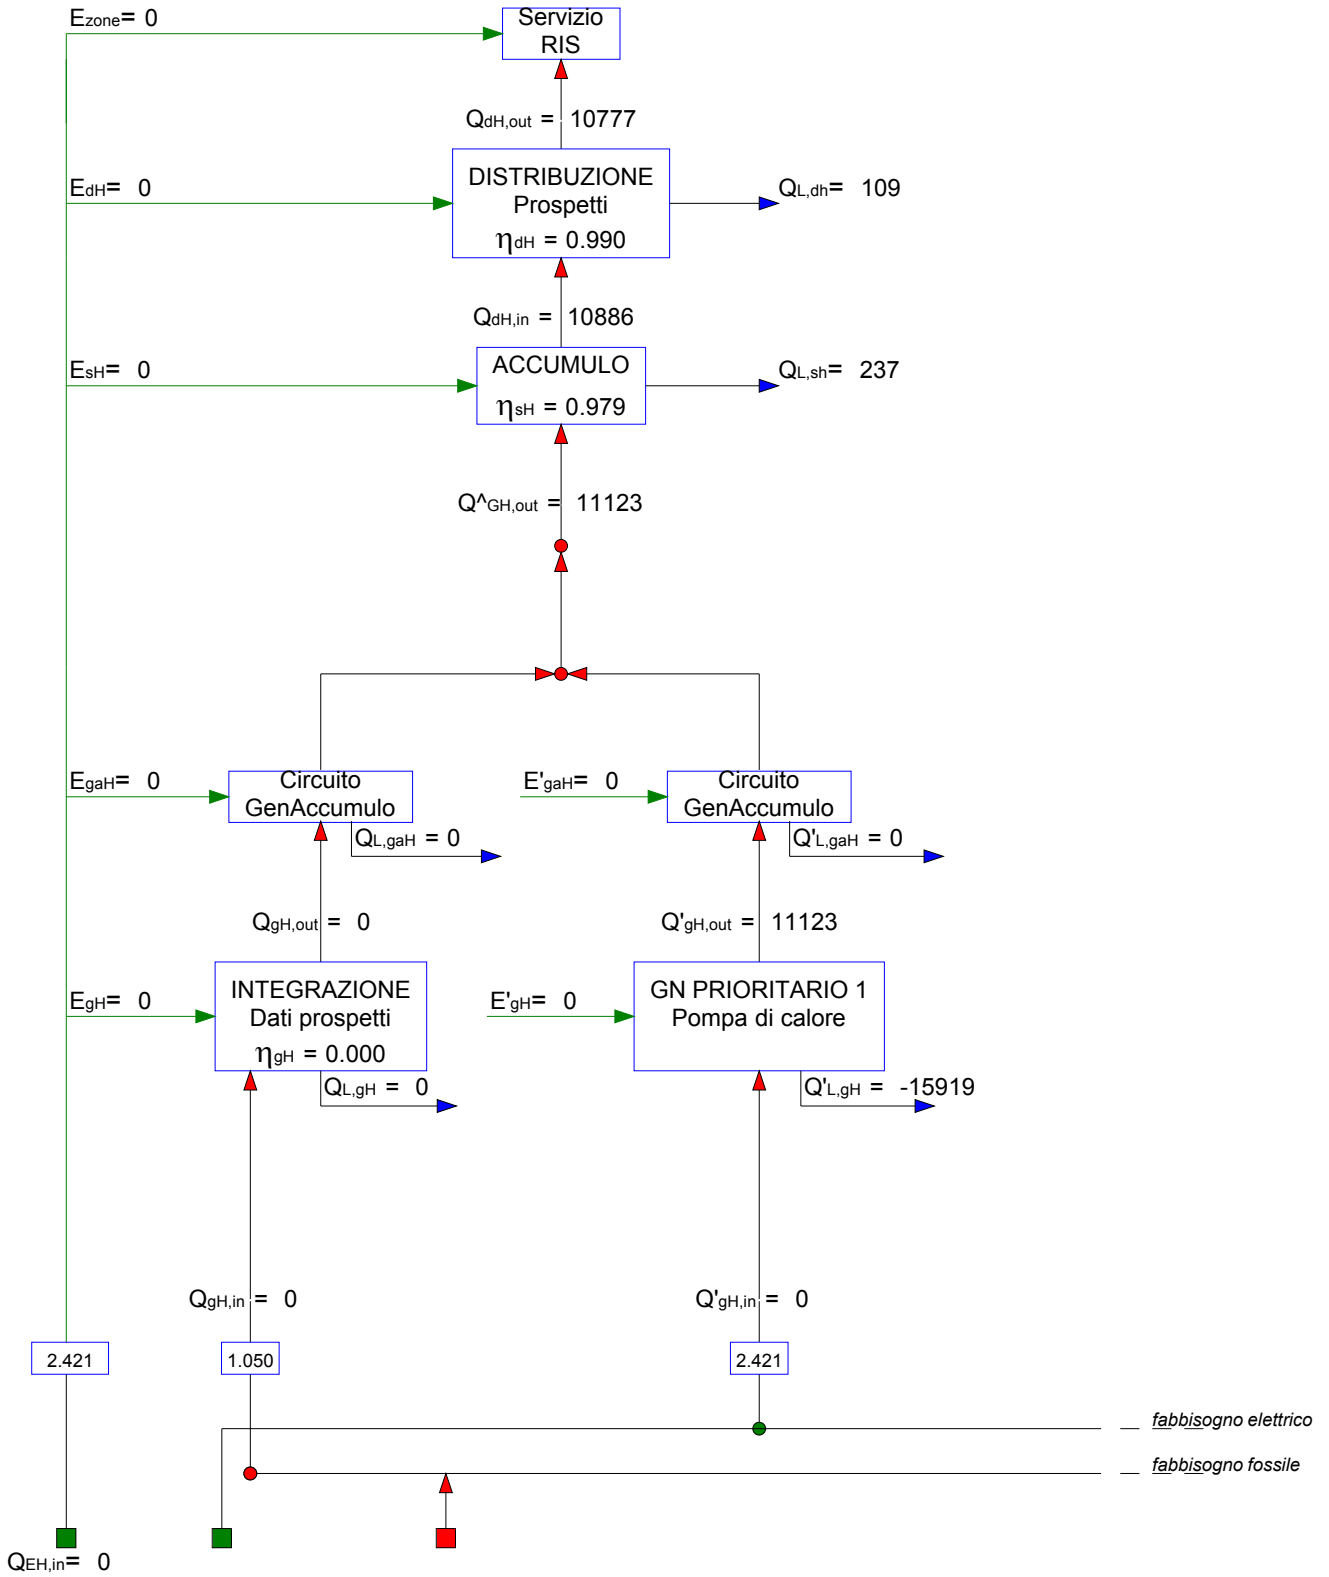 Ezone= 0
Servizio
RIS
QdH,out = 10777
EdH= 0
DISTRIBUZIONE
Prospetti
ηdH = 0.990
QL,dh= 109
QdH,in = 10886
EsH= 0
ACCUMULO
ηsH = 0.979
QL,sh= 237
Q^GH,out = 11123
EgaH= 0
Circuito
GenAccumulo
QL,gaH = 0
E'gaH= 0
Circuito
GenAccumulo
Q'L,gaH = 0
QgH,out = 0
Q'gH,out = 11123
EgH= 0
INTEGRAZIONE
Dati prospetti
ηgH = 0.000
QL,gH = 0
E'gH= 0
GN PRIORITARIO 1
Pompa di calore
Q'L,gH = -15919
QgH,in = 0
Q'gH,in = 0
2.421
1.050
2.421
fabbisogno elettrico
fabbisogno fossile
QEH,in= 0